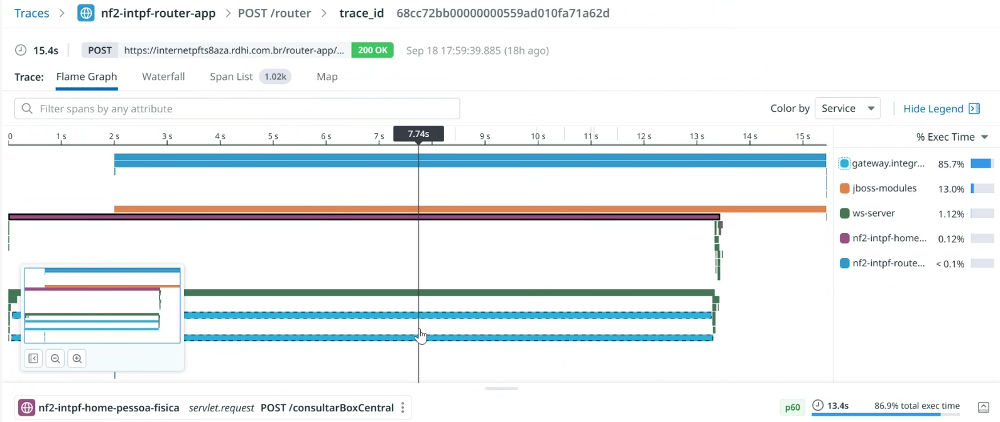 Traces > nf2-intpf-router-app > POST /router > trace_id 68cc72bb00000000559ad010fa71a62d
15.4s POST https://internetpfts8aza.rdhi.com.br/router-app/... 200 OK Sep 18 17:59:39.885 (18h ago)
Trace: Flame Graph Waterfall Span List 1.02k Map
Filter spans by any attribute
Color by Service Hide Legend
0 1 s 2 s 3 s 4 s 5 s 6 s 7 s 7.74s 9 s 10 s 11 s 12 s 13 s 14 s 15 s
% Exec Time
gateway.integr... 85.7%
jboss-modules 13.0%
ws-server 1.12%
nf2-intpf-home... 0.12%
nf2-intpf-route... < 0.1%
nf2-intpf-home-pessoa-fisica servlet.request POST /consultarBoxCentral p60 13.4s 86.9% total exec time